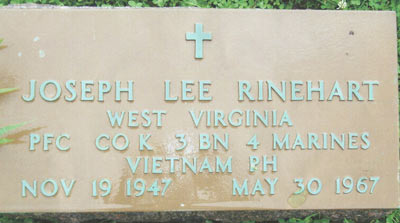 JOSEPH LEE RINEHART
WEST VIRGINIA
PFC CO K 3 BN 4 MARINES
VIETNAM PH
NOV 19 1947 MAY 30 1967